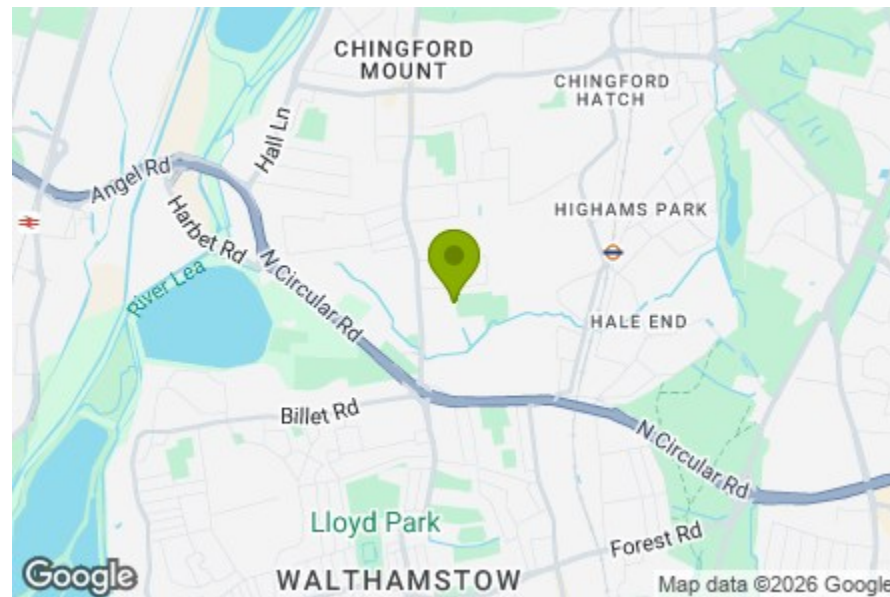 CHINGFORD
MOUNT
CHINGFORD
HATCH
Hall Ln
Angel Rd
Harbet Rd
HIGHAMS PARK
N Circular Rd
River Lea
HALE END
Billet Rd
N Circular Rd
Lloyd Park
Forest Rd
WALTHAMSTOW
Google
Map data ©2026 Google